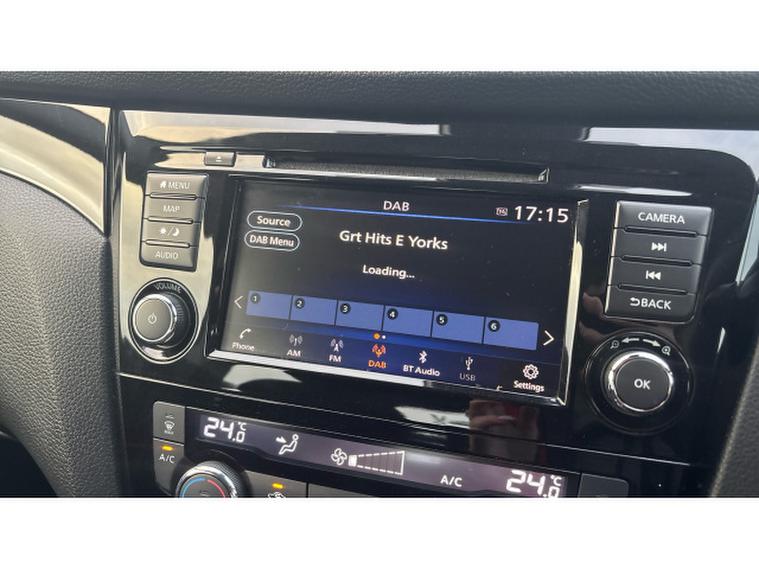 MENU
MAP
AUDIO
VOLUME
DAB
17:15
Source
DAB Menu
Grt Hits E Yorks
Loading...
1 2 3 4 5 6
Phone
AM
FM
DAB
BT Audio
USB
Settings
CAMERA
BACK
OK
24.0°C
A/C
A/C
24.0°C